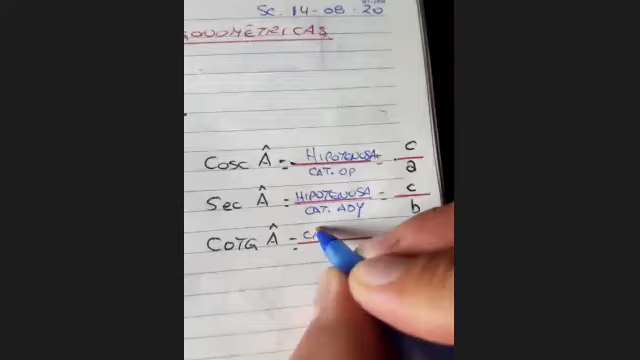 SC. 14-08-20
GONOMÉTRICAS
Cosc Â = HIPOTENUSA / CAT. OP = c / a
Sec Â = HIPOTENUSA / CAT. ADY = c / b
COTG Â =